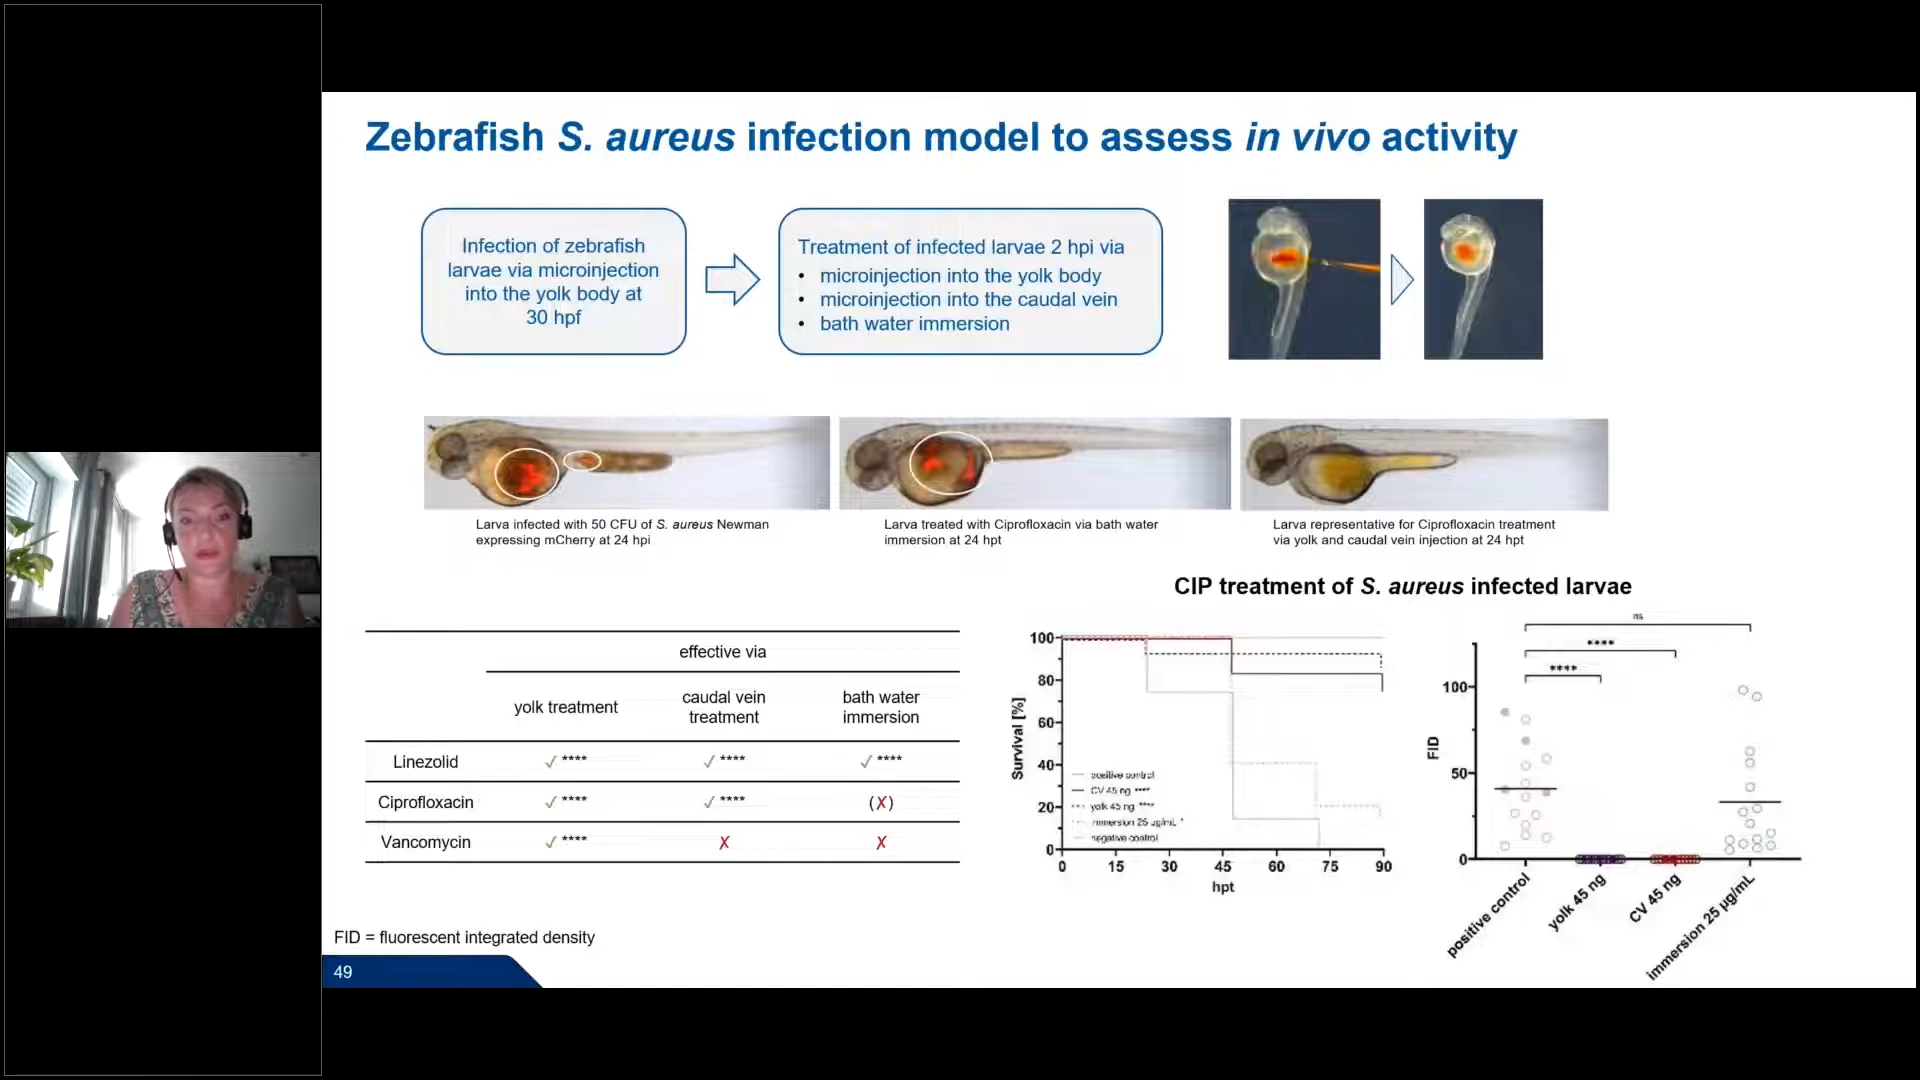 Zebrafish S. aureus infection model to assess in vivo activity
Infection of zebrafish
larvae via microinjection
into the yolk body at
30 hpf
Treatment of infected larvae 2 hpi via
• microinjection into the yolk body
• microinjection into the caudal vein
• bath water immersion
Larva infected with 50 CFU of S. aureus Newman
expressing mCherry at 24 hpi
Larva treated with Ciprofloxacin via bath water
immersion at 24 hpt
Larva representative for Ciprofloxacin treatment
via yolk and caudal vein injection at 24 hpt
effective via
yolk treatment
caudal vein
treatment
bath water
immersion
Linezolid ✓ **** ✓ **** ✓ ****
Ciprofloxacin ✓ **** ✓ **** (✗)
Vancomycin ✓ **** ✗ ✗
CIP treatment of S. aureus infected larvae
Survival [%]
100
80
60
40
20
0
positive control
CV 45 ng ****
yolk 45 ng ****
immersion 25 µg/mL *
negative control
0 15 30 45 60 75 90
hpt
ns
****
****
FID
100
50
0
positive control
yolk 45 ng
CV 45 ng
immersion 25 µg/mL
FID = fluorescent integrated density
49